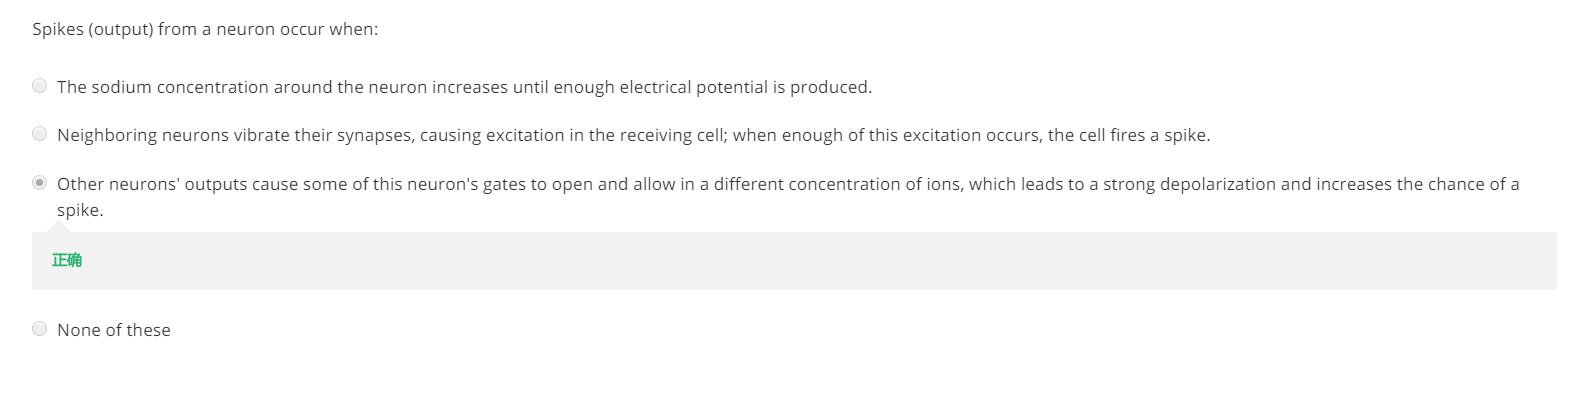 Spikes (output) from a neuron occur when:
The sodium concentration around the neuron increases until enough electrical potential is produced.
Neighboring neurons vibrate their synapses, causing excitation in the receiving cell; when enough of this excitation occurs, the cell fires a spike.
Other neurons' outputs cause some of this neuron's gates to open and allow in a different concentration of ions, which leads to a strong depolarization and increases the chance of a
spike.
正确
None of these